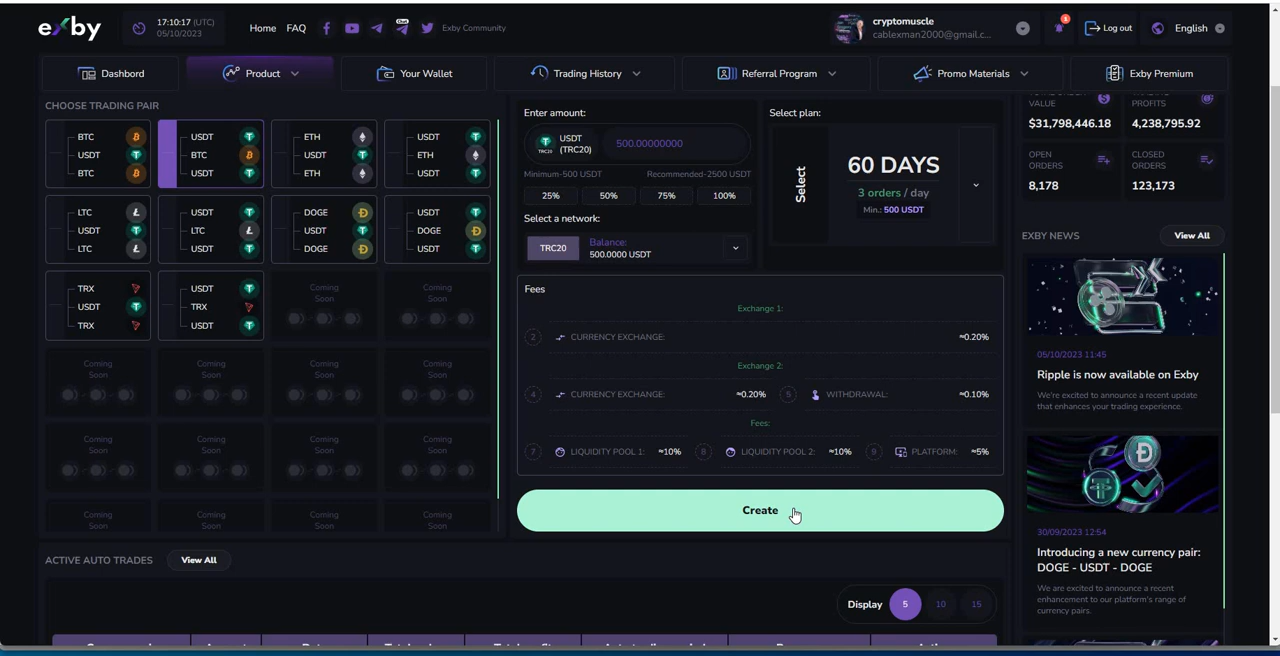 exby
17:10:17 (UTC)
05/10/2023
Home
FAQ
Chat
Exby Community
cryptomuscle
cablexman2000@gmail.c...
8
Log out
English
Dashbord
Product
Your Wallet
Trading History
Referral Program
Promo Materials
Exby Premium
CHOOSE TRADING PAIR
BTC
USDT
BTC
USDT
BTC
USDT
ETH
USDT
ETH
USDT
ETH
USDT
LTC
USDT
LTC
USDT
LTC
USDT
DOGE
USDT
DOGE
USDT
DOGE
USDT
TRX
USDT
TRX
USDT
TRX
USDT
Coming
Soon
Coming
Soon
Coming
Soon
Coming
Soon
Coming
Soon
Coming
Soon
Coming
Soon
Coming
Soon
Coming
Soon
Coming
Soon
Coming
Soon
Coming
Soon
Coming
Soon
Coming
Soon
Enter amount:
USDT
(TRC20)
TRC20
500.00000000
Minimum-500 USDT
Recommended-2500 USDT
25%
50%
75%
100%
Select a network:
TRC20
Balance:
500.0000 USDT
Select plan:
Select
60 DAYS
3 orders / day
Min.: 500 USDT
Fees
Exchange 1:
2
CURRENCY EXCHANGE:
≈0.20%
Exchange 2:
4
CURRENCY EXCHANGE:
≈0.20%
5
WITHDRAWAL:
≈0.10%
Fees:
7
LIQUIDITY POOL 1:
≈10%
8
LIQUIDITY POOL 2:
≈10%
9
PLATFORM:
≈5%
Create
ACTIVE AUTO TRADES
View All
Display
5
10
15
VALUE
$31,798,446.18
TRADING
PROFITS
4,238,795.92
OPEN
ORDERS
8,178
CLOSED
ORDERS
123,173
EXBY NEWS
View All
05/10/2023 11:45
Ripple is now available on Exby
We're excited to announce a recent update
that enhances your trading experience.
30/09/2023 12:54
Introducing a new currency pair:
DOGE - USDT - DOGE
We are excited to announce a recent
enhancement to our platform's range of
currency pairs.